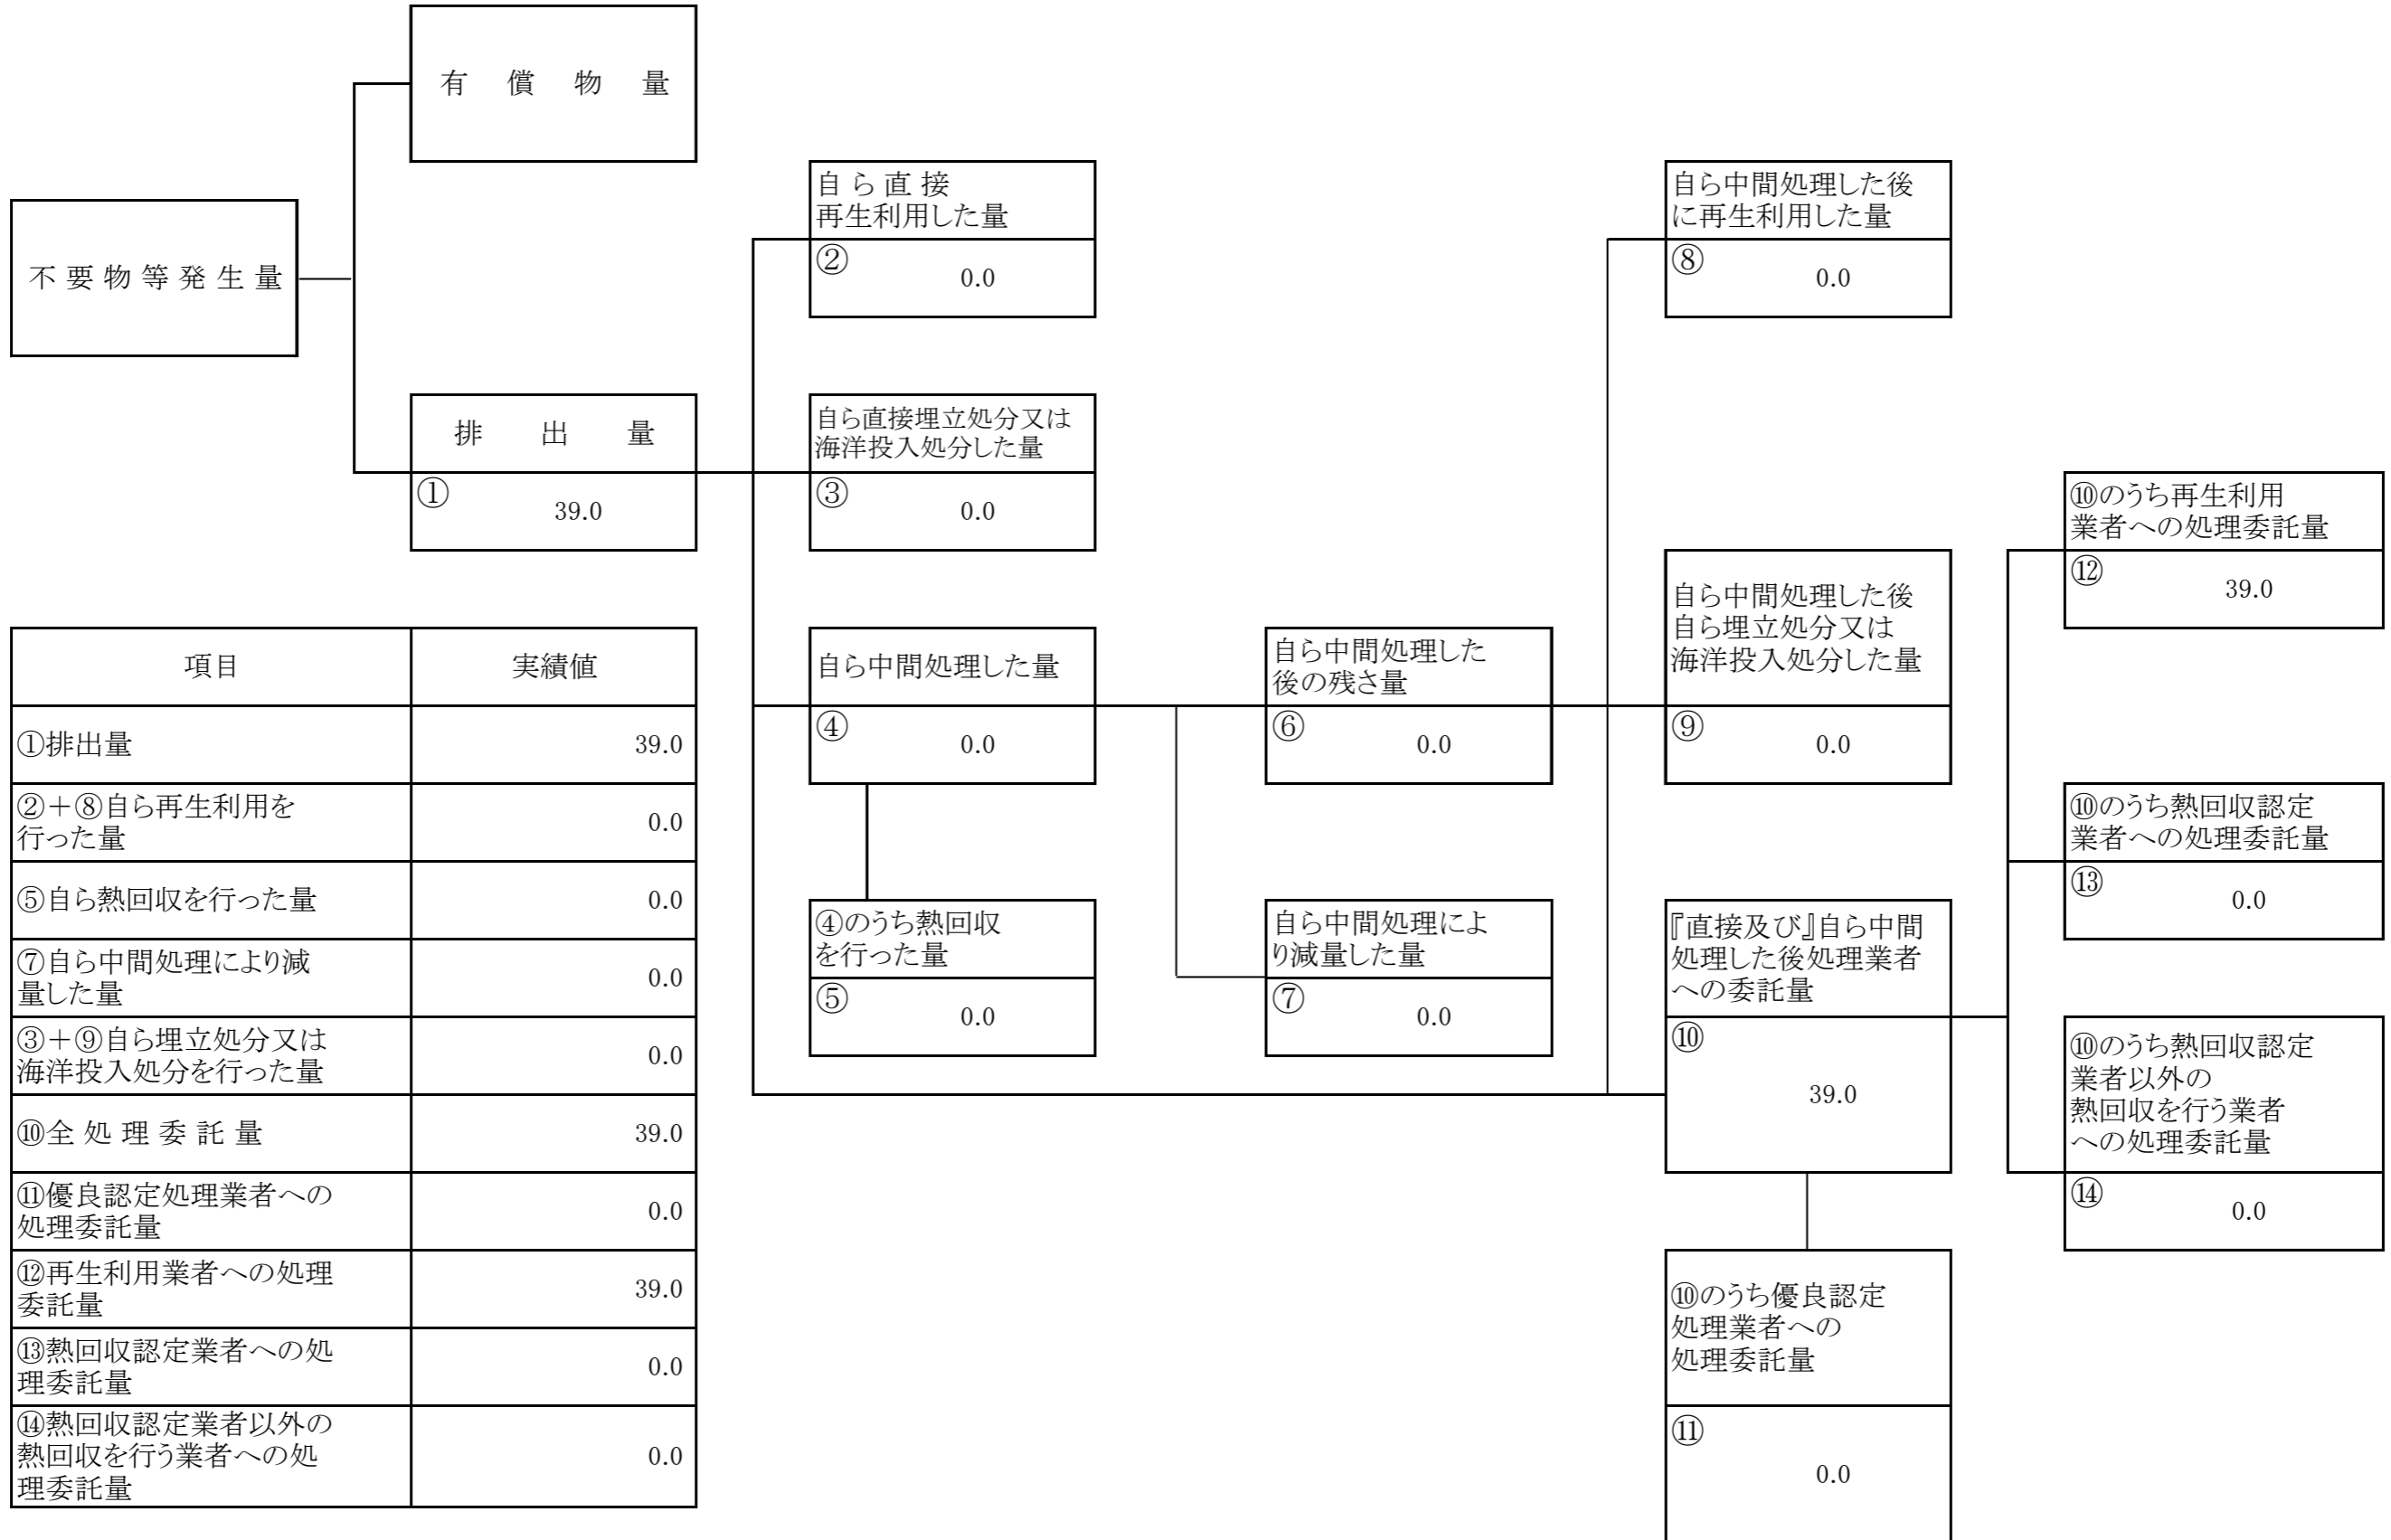 有償物量
不要物等発生量
排出量
①
39.0
自ら直接
再生利用した量
②
0.0
自ら直接埋立処分又は
海洋投入処分した量
③
0.0
自ら中間処理した量
④
0.0
④のうち熱回収
を行った量
⑤
0.0
自ら中間処理した
後の残さ量
⑥
0.0
自ら中間処理によ
り減量した量
⑦
0.0
自ら中間処理した後
に再生利用した量
⑧
0.0
自ら中間処理した後
自ら埋立処分又は
海洋投入処分した量
⑨
0.0
『直接及び』自ら中間
処理した後処理業者
への委託量
⑩
39.0
⑩のうち優良認定
処理業者への
処理委託量
⑪
0.0
⑩のうち再生利用
業者への処理委託量
⑫
39.0
⑩のうち熱回収認定
業者への処理委託量
⑬
0.0
⑩のうち熱回収認定
業者以外の
熱回収を行う業者
への処理委託量
⑭
0.0
項目 実績値
①排出量 39.0
②＋⑧自ら再生利用を
行った量 0.0
⑤自ら熱回収を行った量 0.0
⑦自ら中間処理により減
量した量 0.0
③＋⑨自ら埋立処分又は
海洋投入処分を行った量 0.0
⑩全処理委託量 39.0
⑪優良認定処理業者への
処理委託量 0.0
⑫再生利用業者への処理
委託量 39.0
⑬熱回収認定業者への処
理委託量 0.0
⑭熱回収認定業者以外の
熱回収を行う業者への処
理委託量 0.0